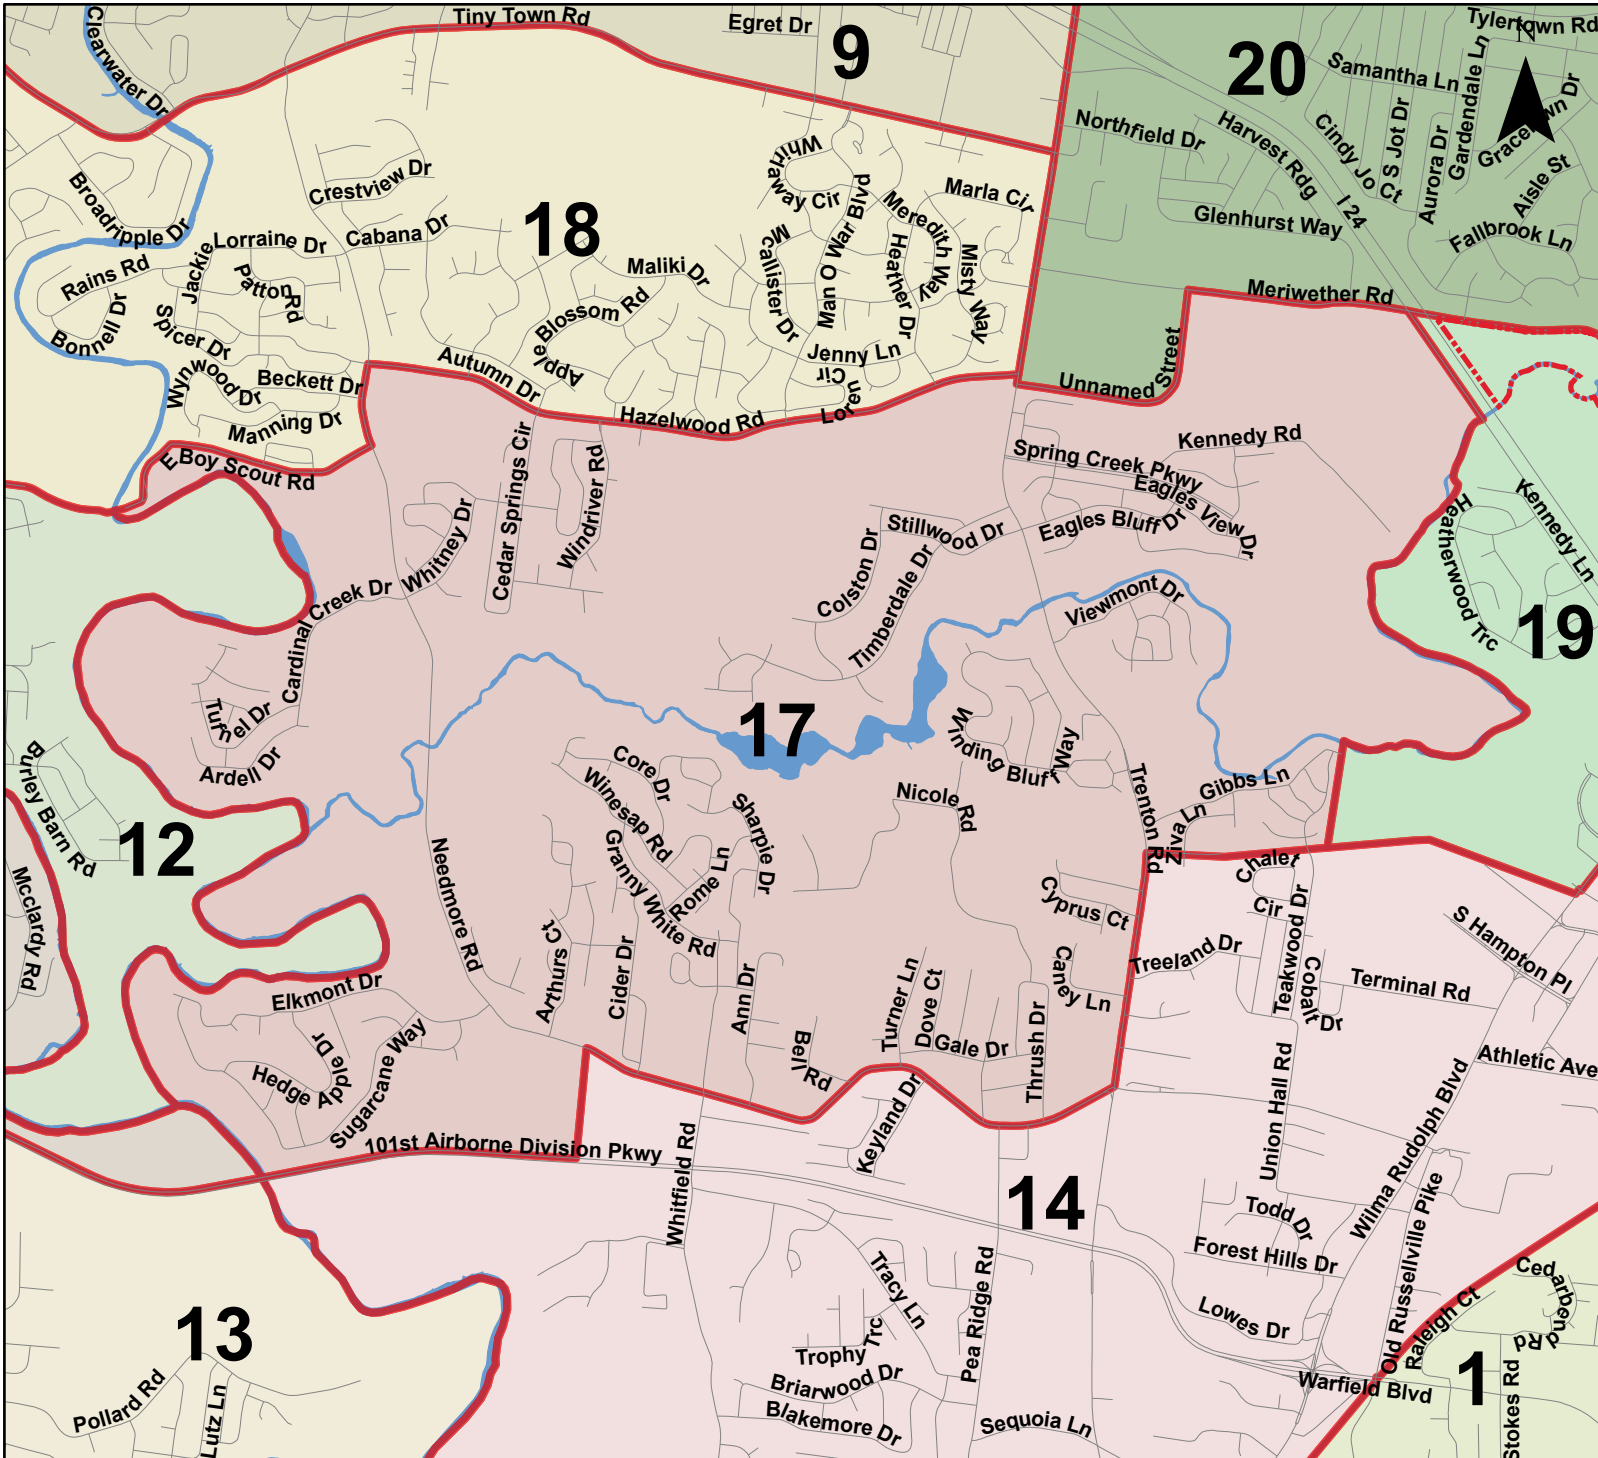 Clearwater Dr
Tiny Town Rd
Egret Dr
9
20
Tylertown Rd
N
Samantha Ln
Gardendale Ln
Gracetown Dr
S Jot Dr
Cindy Jo Ct
Aurora Dr
Aisle St
Fallbrook Ln
Northfield Dr
Harvest Rdg
I 24
Glenhurst Way
Meriwether Rd
Unnamed Street
Broadripple Dr
Crestview Dr
Lorraine Dr
Cabana Dr
18
Whirlaway Cir
Man O War Blvd
Meredith Way
Marla Cir
Misty Way
Heather Dr
Mccallister Dr
Maliki Dr
Rains Rd
Jackie
Patton Rd
Bonnell Dr
Spicer Dr
Wynwood Dr
Beckett Dr
Manning Dr
Autumn Dr
Apple Blossom Rd
Jenny Ln
Loren Cir
Hazelwood Rd
E Boy Scout Rd
Cedar Springs Cir
Windriver Rd
Whitney Dr
Cardinal Creek Dr
Spring Creek Pkwy
Kennedy Rd
Eagles View Dr
Eagles Bluff Dr
Stillwood Dr
Colston Dr
Timberdale Dr
Viewmont Dr
Heatherwood Trc
Kennedy Ln
19
Tufnel Dr
Ardell Dr
17
Winding Bluff Way
Burley Barn Rd
12
Mcclardy Rd
Core Dr
Winesap Rd
Sharpie Dr
Granny White Rd
Rome Ln
Nicole Rd
Trenton Rd
Ziva Ln
Gibbs Ln
Needmore Rd
Arthurs Ct
Cider Dr
Ann Dr
Bell Rd
Cyprus Ct
Caney Ln
Chalet Cir
Teakwood Dr
Treeland Dr
Cobalt Dr
Terminal Rd
S Hampton Pl
Athletic Ave
Elkmont Dr
Hedge Apple Dr
Sugarcane Way
Turner Ln
Dove Ct
Gale Dr
Thrush Dr
Keyland Dr
Union Hall Rd
Wilma Rudolph Blvd
101st Airborne Division Pkwy
Whitfield Rd
14
Todd Dr
Forest Hills Dr
Old Russellville Pike
Lowes Dr
Raleigh Ct
Cedarbend Rd
13
Pollard Rd
Lutz Ln
Tracy Ln
Trophy Trc
Briarwood Dr
Blakemore Dr
Pea Ridge Rd
Sequoia Ln
Warfield Blvd
1
Stokes Rd